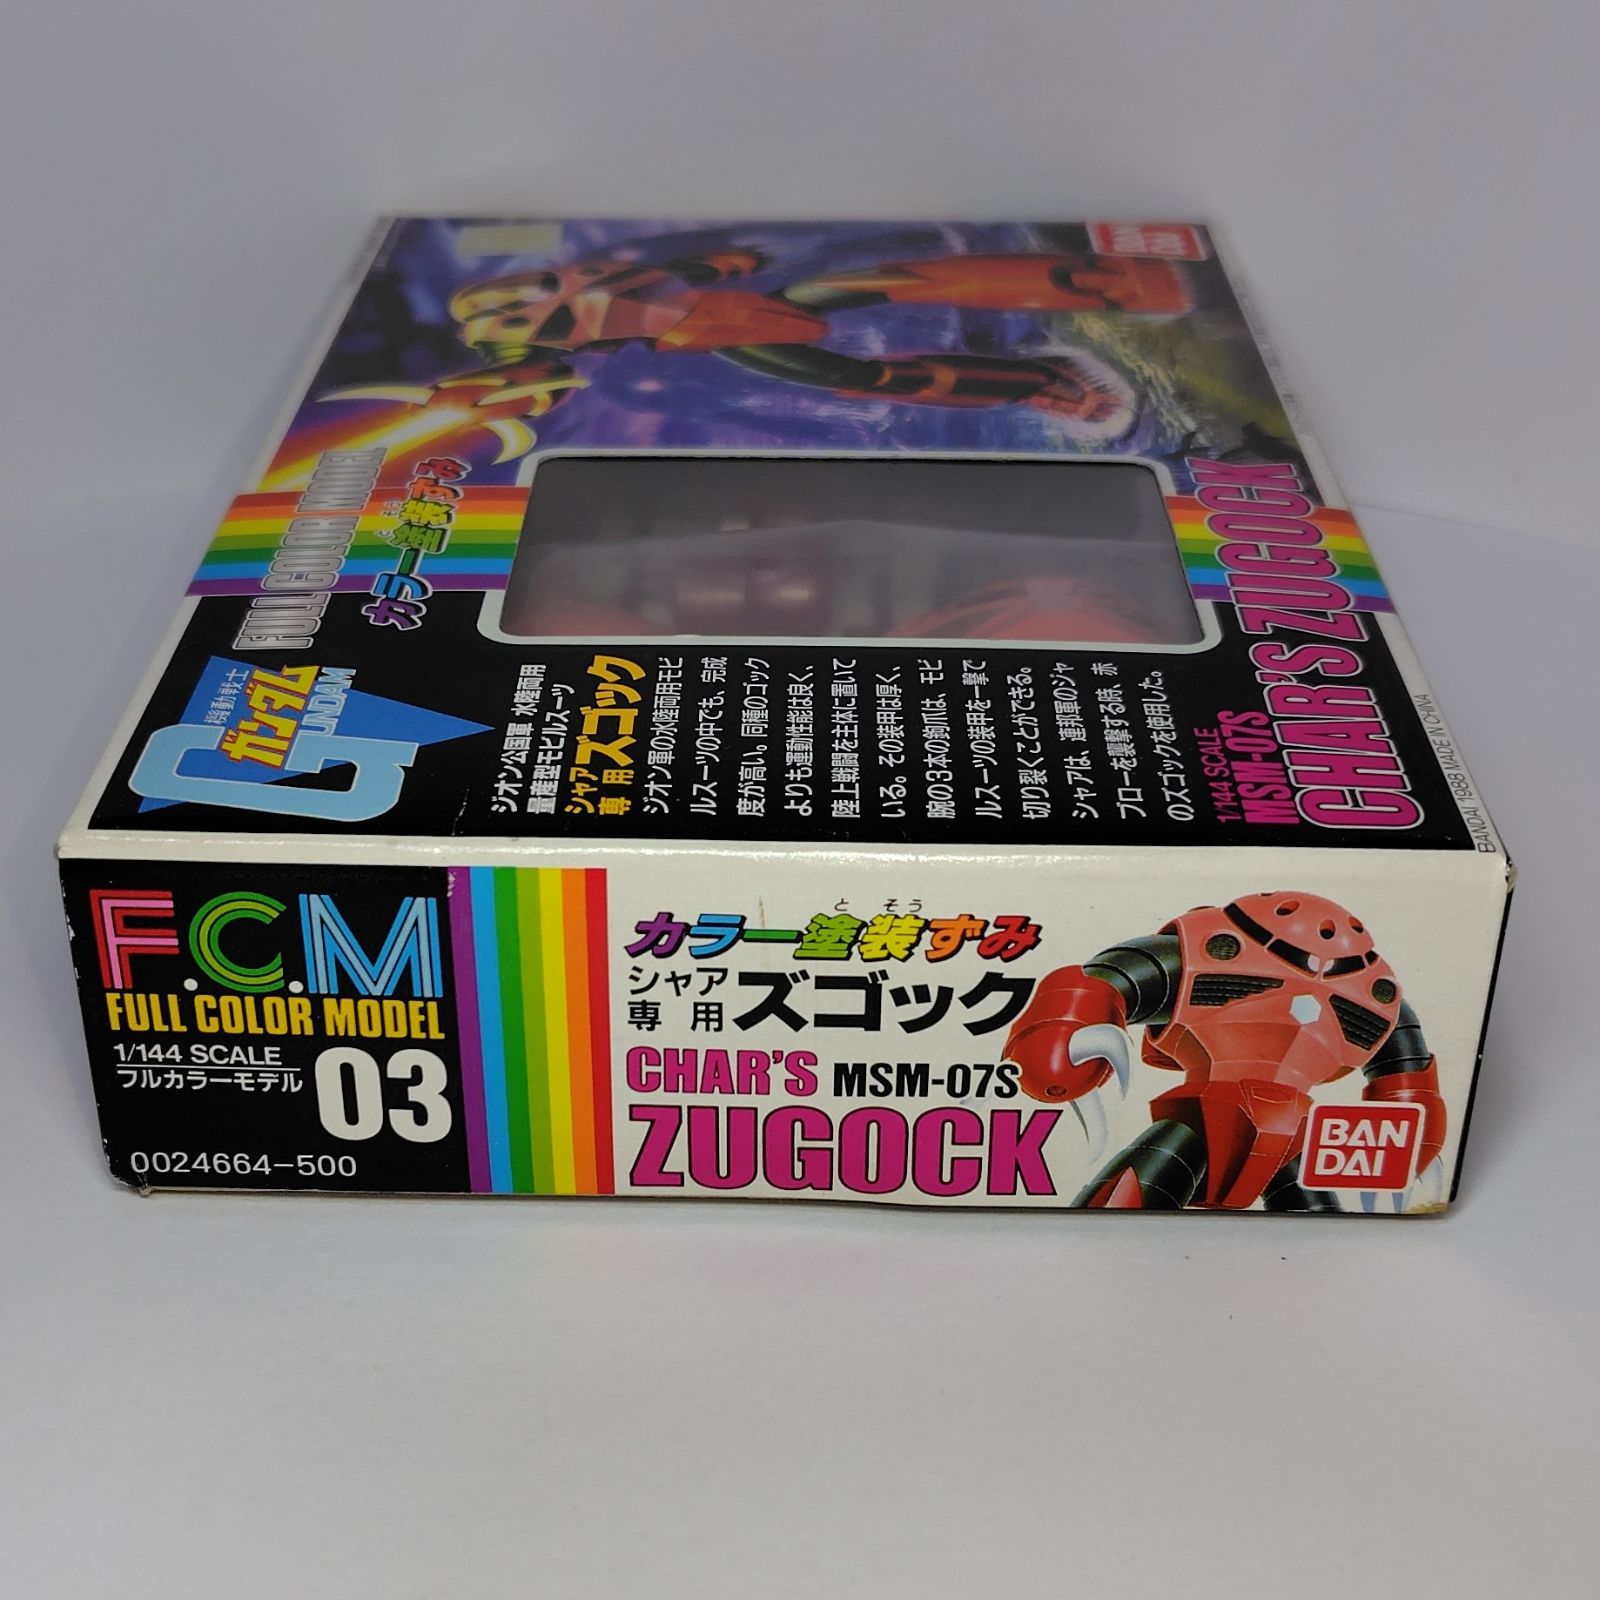 FULL COLOR MODEL
カラー塗装ずみ
とそう
機動戦士
ガンダム
GUNDAM
ジオン公国軍 水陸両用
量産型モビルスーツ
シャア専用ズゴック
ジオン軍の水陸両用モビ
ルスーツの中でも、完成
度が高い。同種のゴック
よりも運動性能は良く、
陸上戦闘を主体に置いて
いる。その装甲は厚く、
腕の3本の鉤爪は、モビ
ルスーツの装甲を一撃で
切り裂くことができる。
シャアは、連邦軍のジャ
ブローを襲撃する時、赤
のズゴックを使用した。
1/144 SCALE
MSM-07S
CHAR'S ZUGOCK
BANDAI 1988 MADE IN CHINA
BAN
DAI
F.C.M
FULL COLOR MODEL
1/144 SCALE
フルカラーモデル
03
0024664-500
とそう
カラー塗装ずみ
シャア専用ズゴック
CHAR'S MSM-07S
ZUGOCK
BAN
DAI